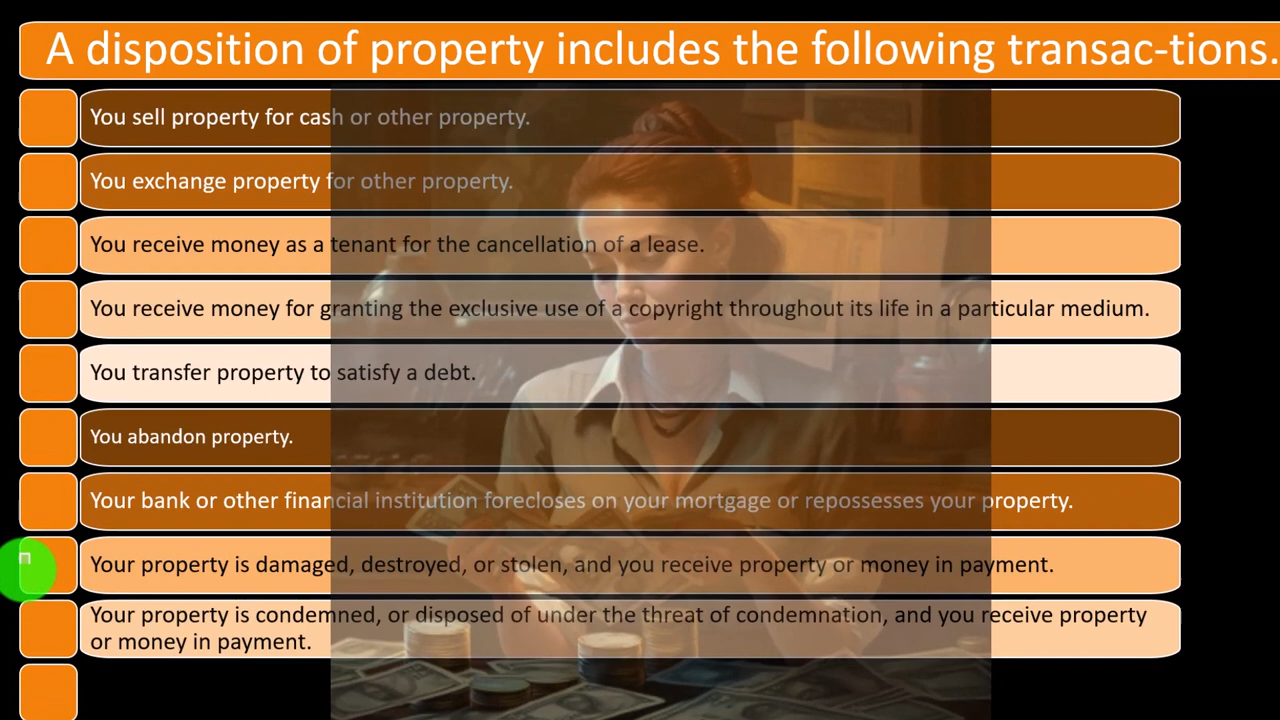 A disposition of property includes the following transac-tions.
You sell property for cash or other property.
You exchange property for other property.
You receive money as a tenant for the cancellation of a lease.
You receive money for granting the exclusive use of a copyright throughout its life in a particular medium.
You transfer property to satisfy a debt.
You abandon property.
Your bank or other financial institution forecloses on your mortgage or repossesses your property.
Your property is damaged, destroyed, or stolen, and you receive property or money in payment.
Your property is condemned, or disposed of under the threat of condemnation, and you receive property
or money in payment.